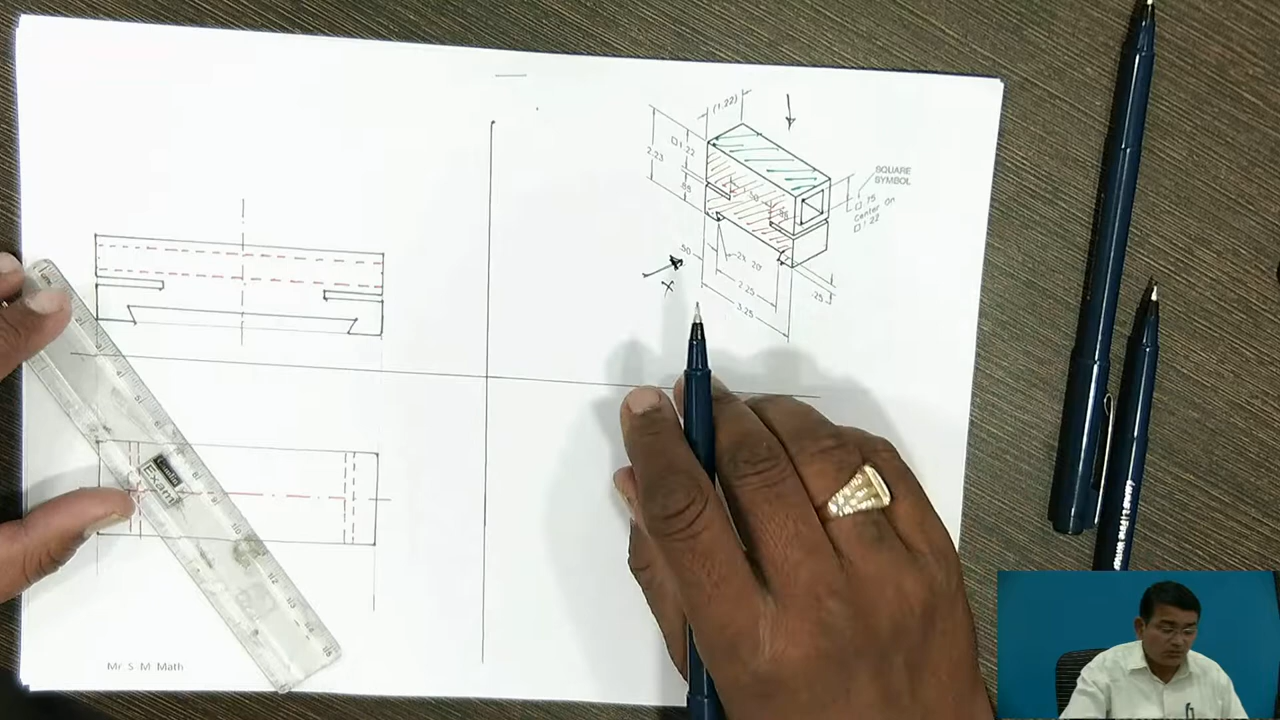 (1.22)
□1.22
2.23
.88
SQUARE
SYMBOL
□ .75
Center on
□ 1.22
.50
2X 20°
2.25
3.25
.25
X
Exam
Mr S M Math